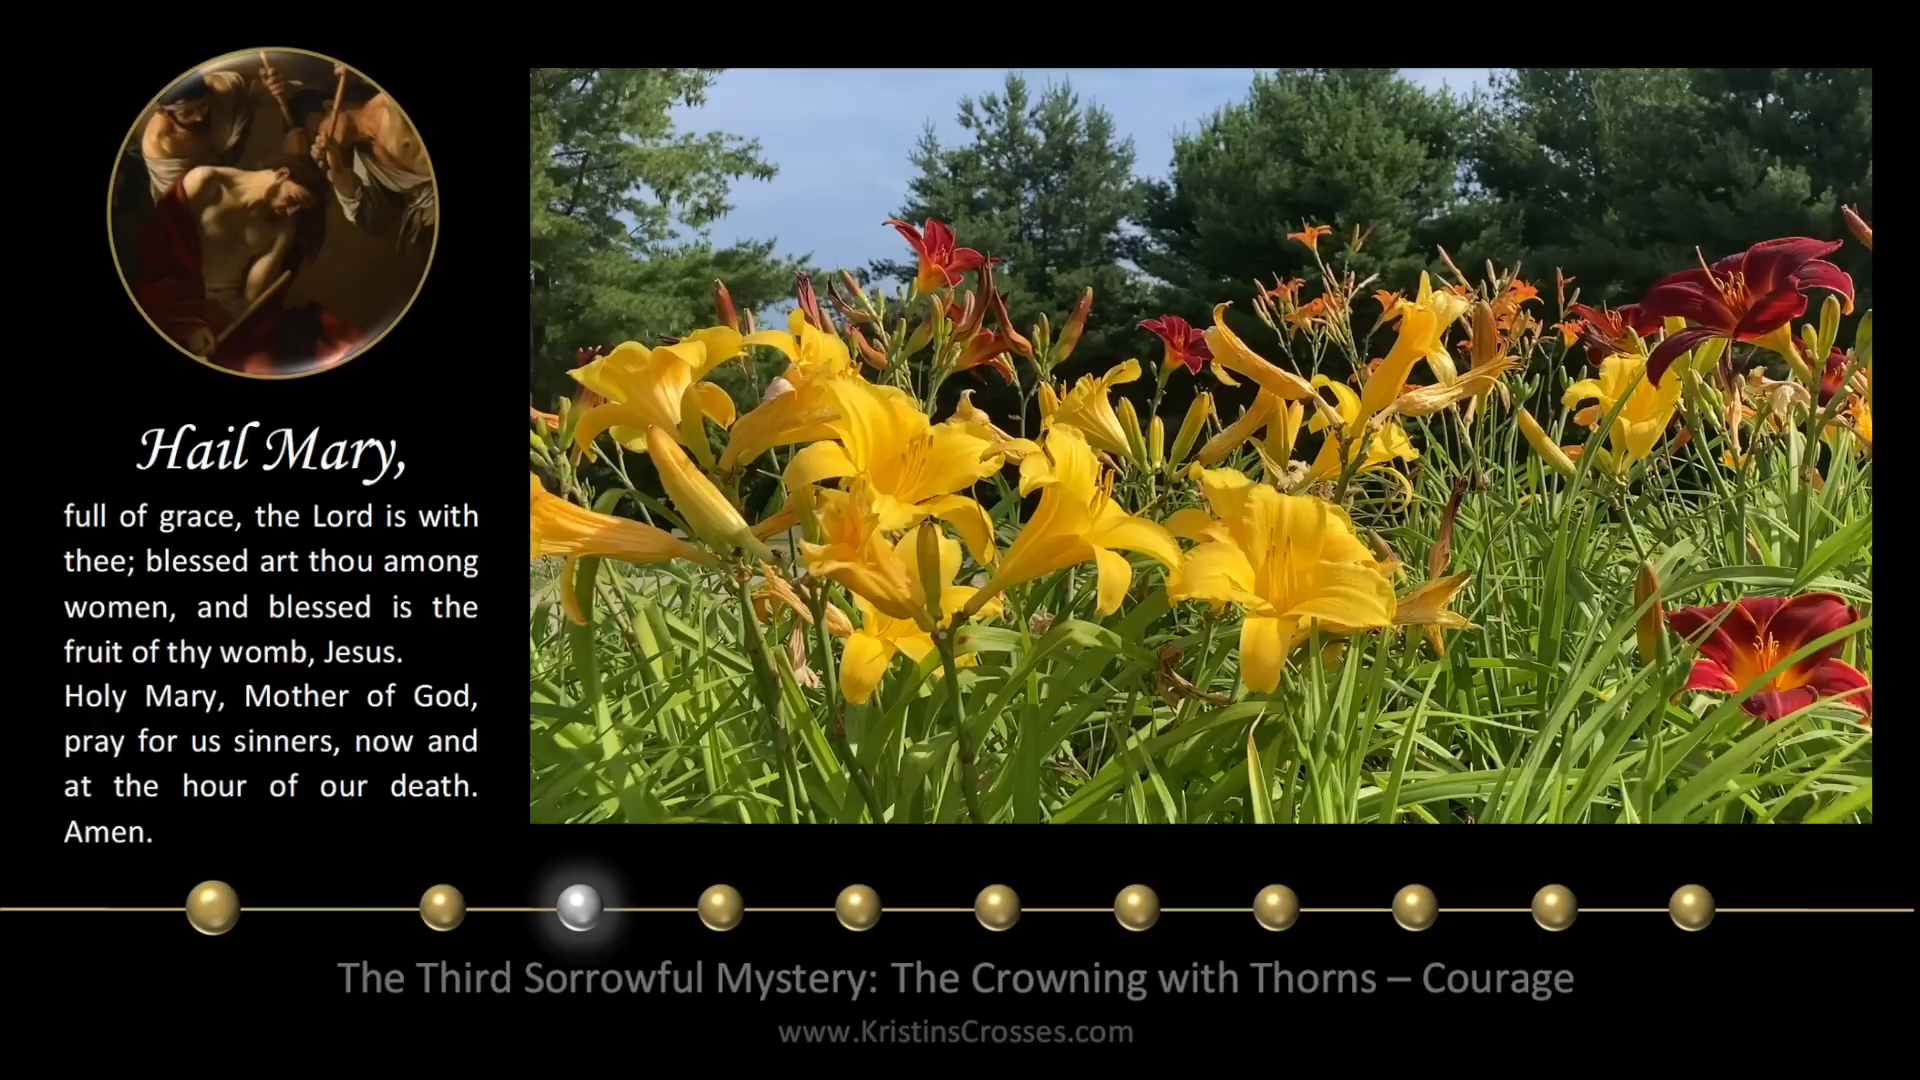 Hail Mary,
full of grace, the Lord is with
thee; blessed art thou among
women, and blessed is the
fruit of thy womb, Jesus.
Holy Mary, Mother of God,
pray for us sinners, now and
at the hour of our death.
Amen.
The Third Sorrowful Mystery: The Crowning with Thorns – Courage
www.KristinsCrosses.com